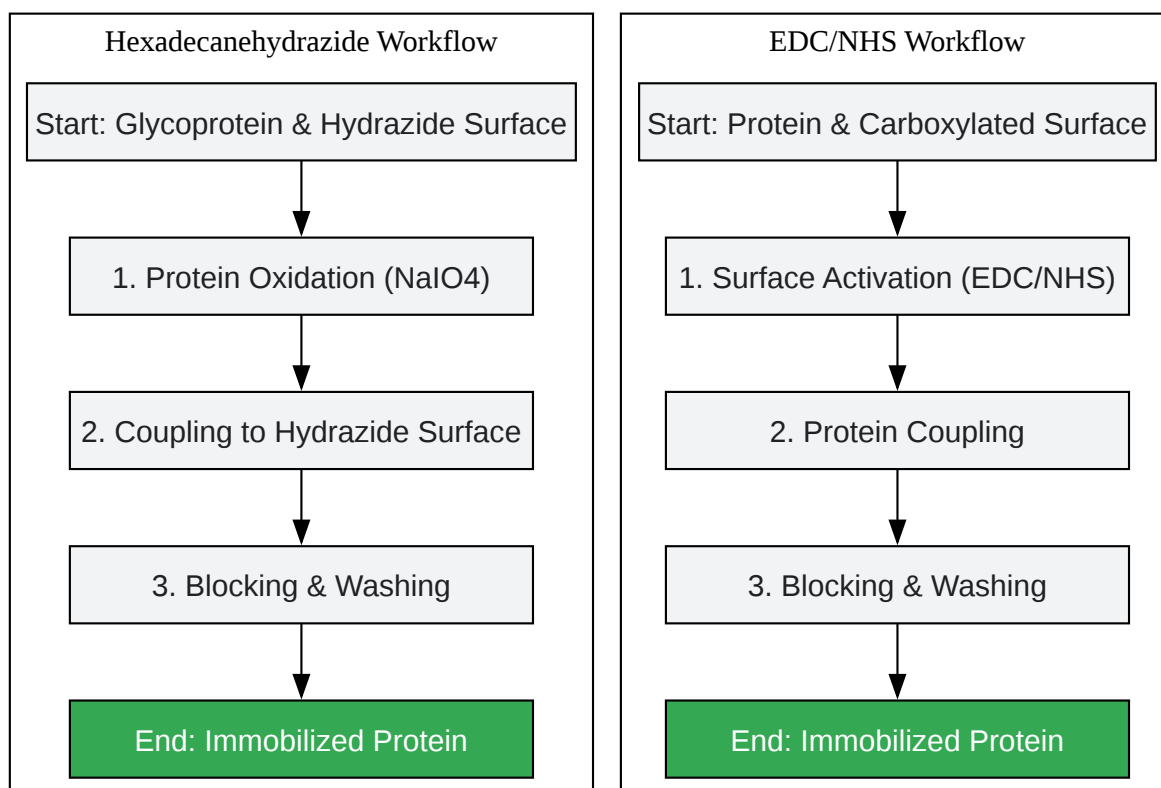 Hexadecanehydrazide Workflow
Start: Glycoprotein & Hydrazide Surface
1. Protein Oxidation (NaIO4)
2. Coupling to Hydrazide Surface
3. Blocking & Washing
End: Immobilized Protein
EDC/NHS Workflow
Start: Protein & Carboxylated Surface
1. Surface Activation (EDC/NHS)
2. Protein Coupling
3. Blocking & Washing
End: Immobilized Protein